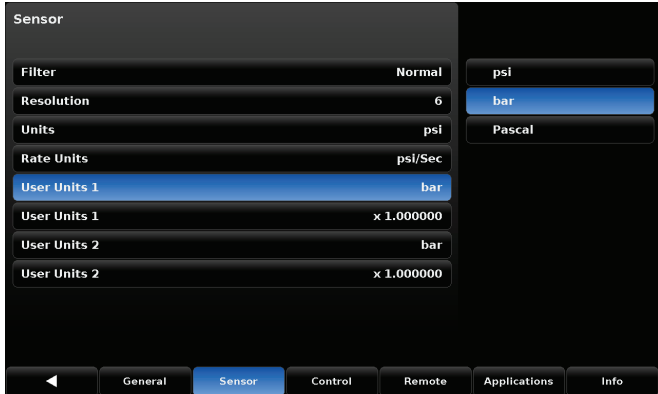 Sensor
Filter Normal psi
Resolution 6 bar
Units psi Pascal
Rate Units psi/Sec
User Units 1 bar
User Units 1 x 1.000000
User Units 2 bar
User Units 2 x 1.000000
General Sensor Control Remote Applications Info